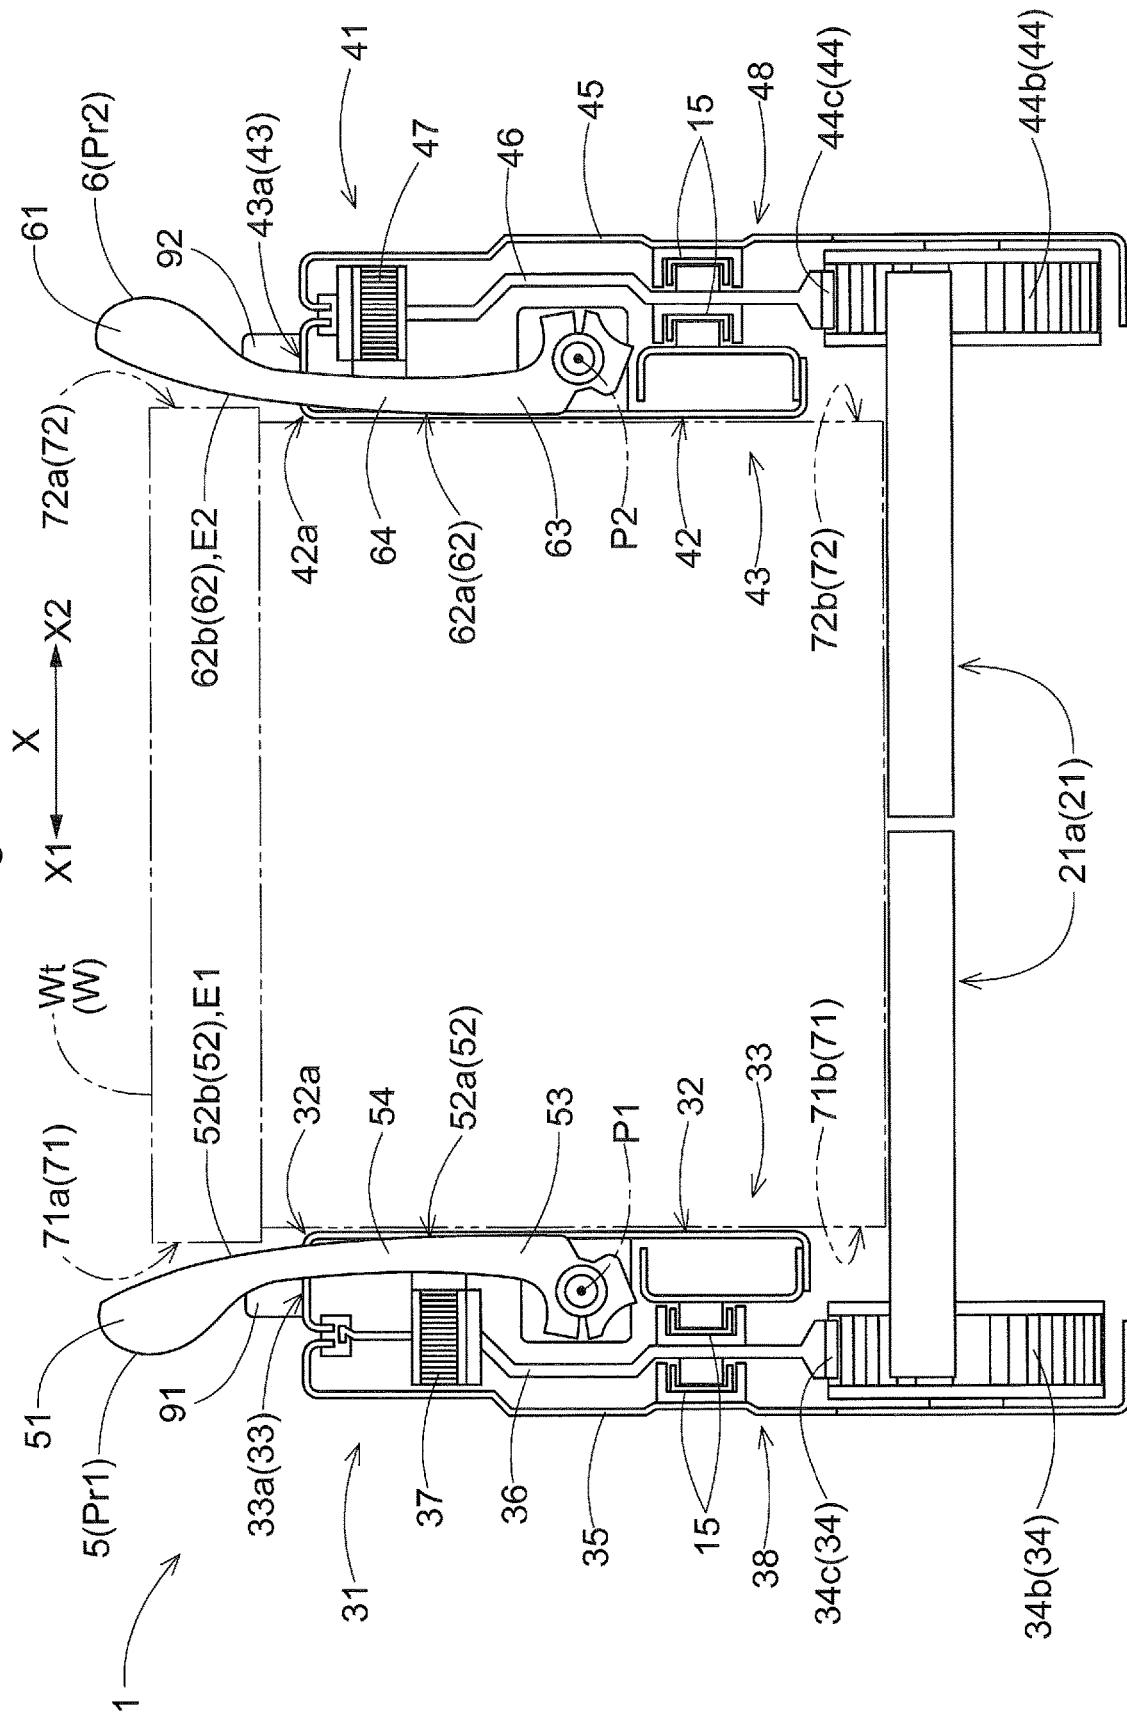 X
X1 X2
Wt
(W)
51
61
5(Pr1)
6(Pr2)
71a(71)
72a(72)
1
91
92
52b(52),E1
62b(62),E2
33a(33)
43a(43)
32a
42a
31
41
54
64
37
47
52a(52)
62a(62)
36
46
53
63
35
45
P1
P2
32
42
15
15
33
43
38
48
71b(71)
72b(72)
34c(34)
44c(44)
34b(34)
44b(44)
21a(21)